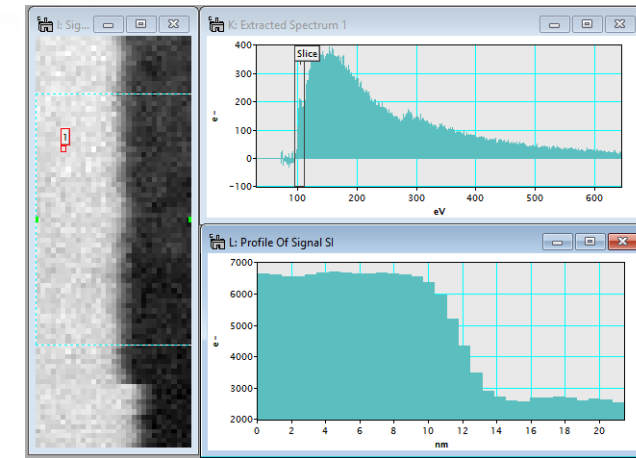 I: Sig...
1
K: Extracted Spectrum 1
400
300
200
100
0
-100
e-
Slice
100 200 300 400 500 600
eV
L: Profile Of Signal SI
7000
6000
5000
4000
3000
2000
e-
0 2 4 6 8 10 12 14 16 18 20
nm